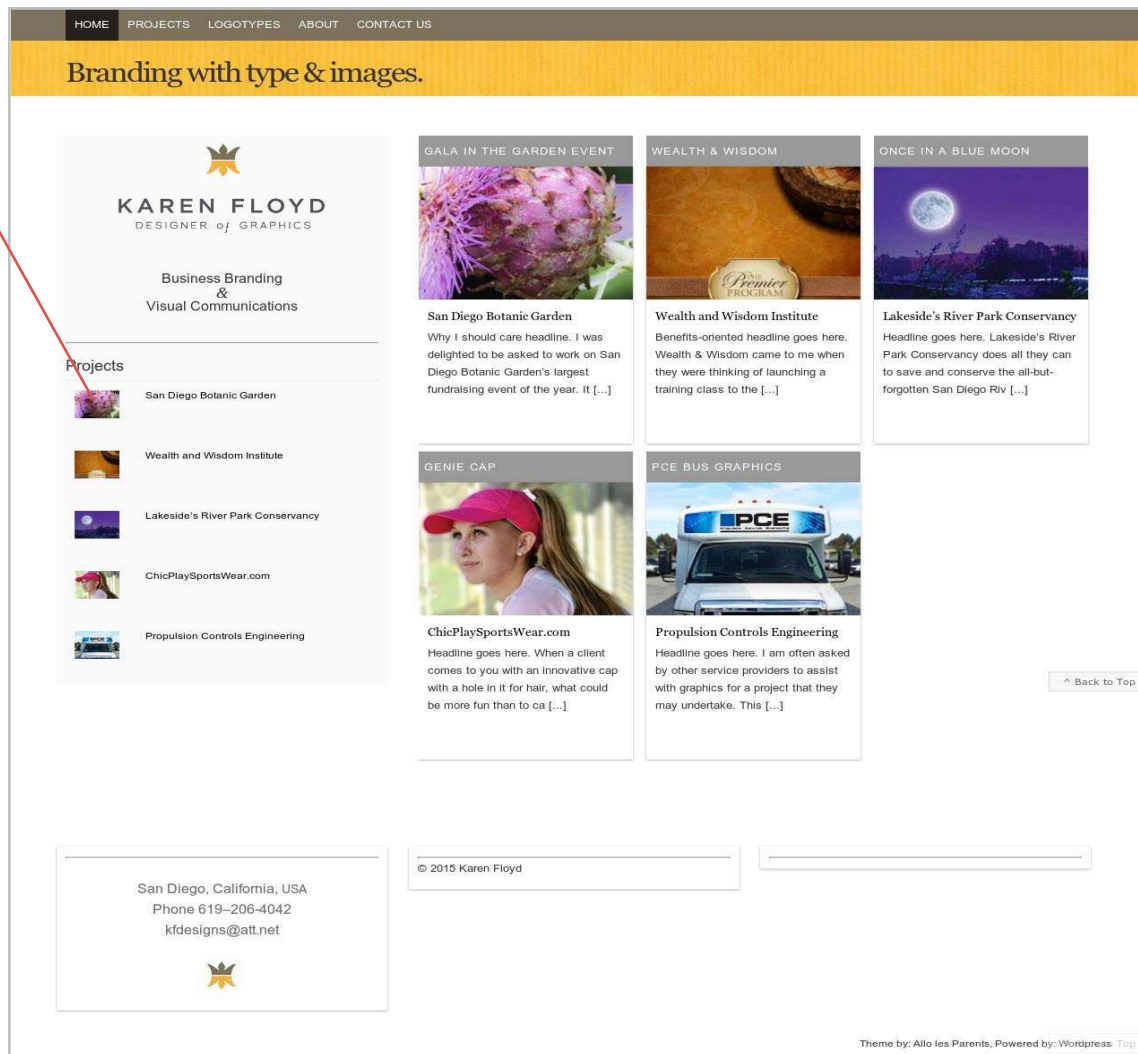 HOME PROJECTS LOGOTYPES ABOUT CONTACT US
Branding with type & images.
KAREN FLOYD
DESIGNER of GRAPHICS
Business Branding
&
Visual Communications
Projects
San Diego Botanic Garden
Wealth and Wisdom Institute
Lakeside's River Park Conservancy
ChicPlaySportsWear.com
Propulsion Controls Engineering
GALA IN THE GARDEN EVENT
San Diego Botanic Garden
Why I should care headline. I was
delighted to be asked to work on San
Diego Botanic Garden's largest
fundraising event of the year. It [...]
WEALTH & WISDOM
THE
Premier
PROGRAM
Wealth and Wisdom Institute
Benefits-oriented headline goes here.
Wealth & Wisdom came to me when
they were thinking of launching a
training class to the [...]
ONCE IN A BLUE MOON
Lakeside's River Park Conservancy
Headline goes here. Lakeside's River
Park Conservancy does all they can
to save and conserve the all-but-
forgotten San Diego Riv [...]
GENIE CAP
ChicPlaySportsWear.com
Headline goes here. When a client
comes to you with an innovative cap
with a hole in it for hair, what could
be more fun than to ca [...]
PCE BUS GRAPHICS
PCE
Propulsion Controls Engineering
Propulsion Controls Engineering
Headline goes here. I am often asked
by other service providers to assist
with graphics for a project that they
may undertake. This [...]
^ Back to Top
San Diego, California, USA
Phone 619–206-4042
kfdesigns@att.net
© 2015 Karen Floyd
Theme by: Allo les Parents, Powered by: Wordpress Top